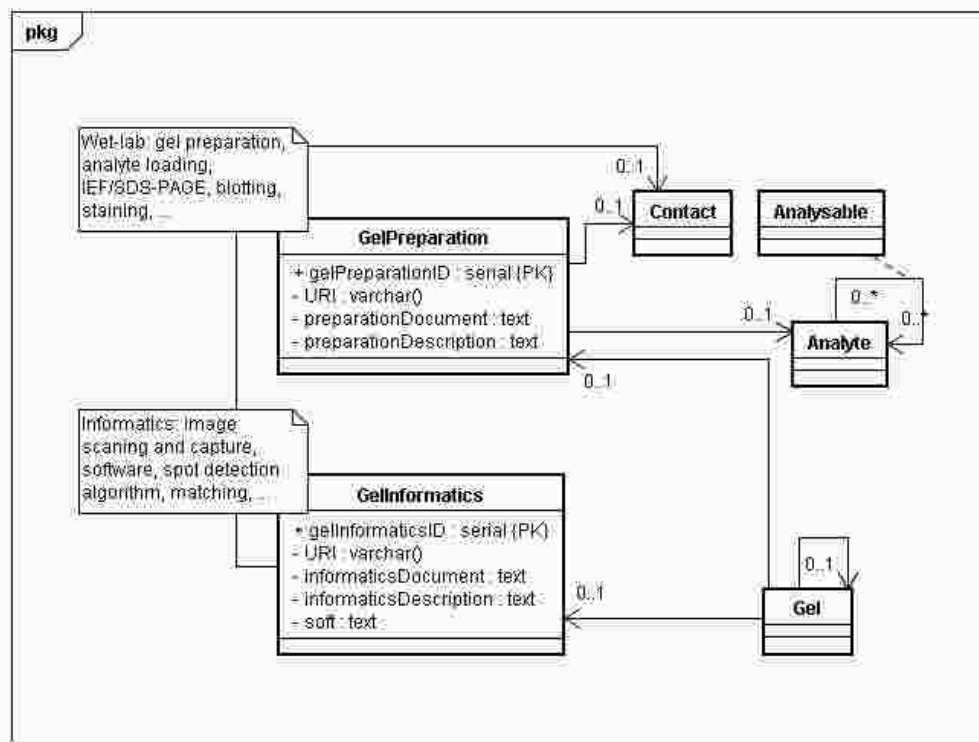 pkg
Wet-lab: gel preparation,
analyte loading,
IEF/SDS-PAGE, blotting,
staining, ...
0..1
0..1
Contact
Analysable
GelPreparation
+ gelPreparationID : serial {PK}
- URI : varchar()
- preparationDocument : text
- preparationDescription : text
0..*
0..*
0..1
Analyte
0..1
Informatics: image
scaning and capture,
software, spot detection
algorithm, matching, ...
GelInformatics
+ gelInformaticsID : serial {PK}
- URI : varchar()
- informaticsDocument : text
- informaticsDescription : text
- soft : text
0..1
0..1
Gel